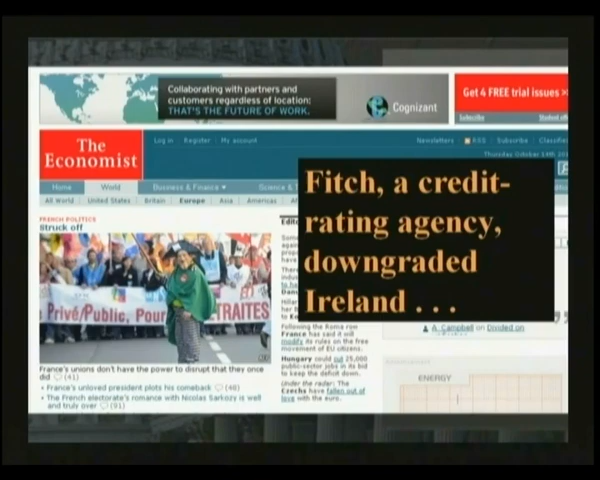 Collaborating with partners and
customers regardless of location:
THAT'S THE FUTURE OF WORK.
Cognizant
Get 4 FREE trial issues
Subscribe
The
Economist
Log in Register My account
Newsletters RSS Subscribe
Home World Business & Finance Science &
All World United States Britain Europe Asia Americas
Fitch, a credit-
rating agency,
downgraded
Ireland . . .
FRENCH POLITICS
Struck off
Privé/Public, Pour
TRAITES
France's unions don't have the power to disrupt that they once
did (41)
France's unloved president plots his comeback (48)
The French electorate's romance with Nicolas Sarkozy is well
and truly over (91)
Following the Roma row
France has said it will
modify its rules on the free
movement of EU citizens.
Hungary could cut 25,000
public-sector jobs in its bid
to keep the deficit down.
Under the radar: The
Czechs have fallen out of
love with the euro.
A. Campbell on Divided on
ENERGY